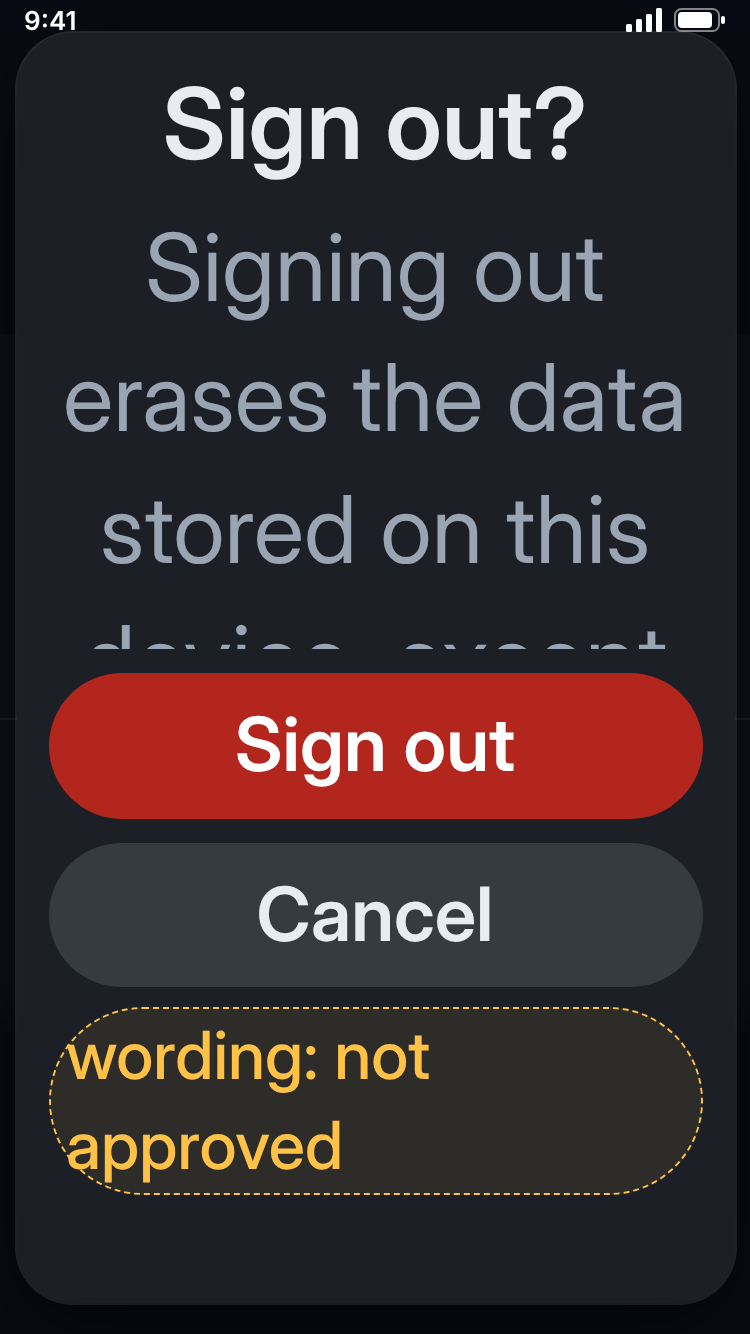 9:41
Sign out?
Signing out
erases the data
stored on this
Sign out
Cancel
wording: not
approved